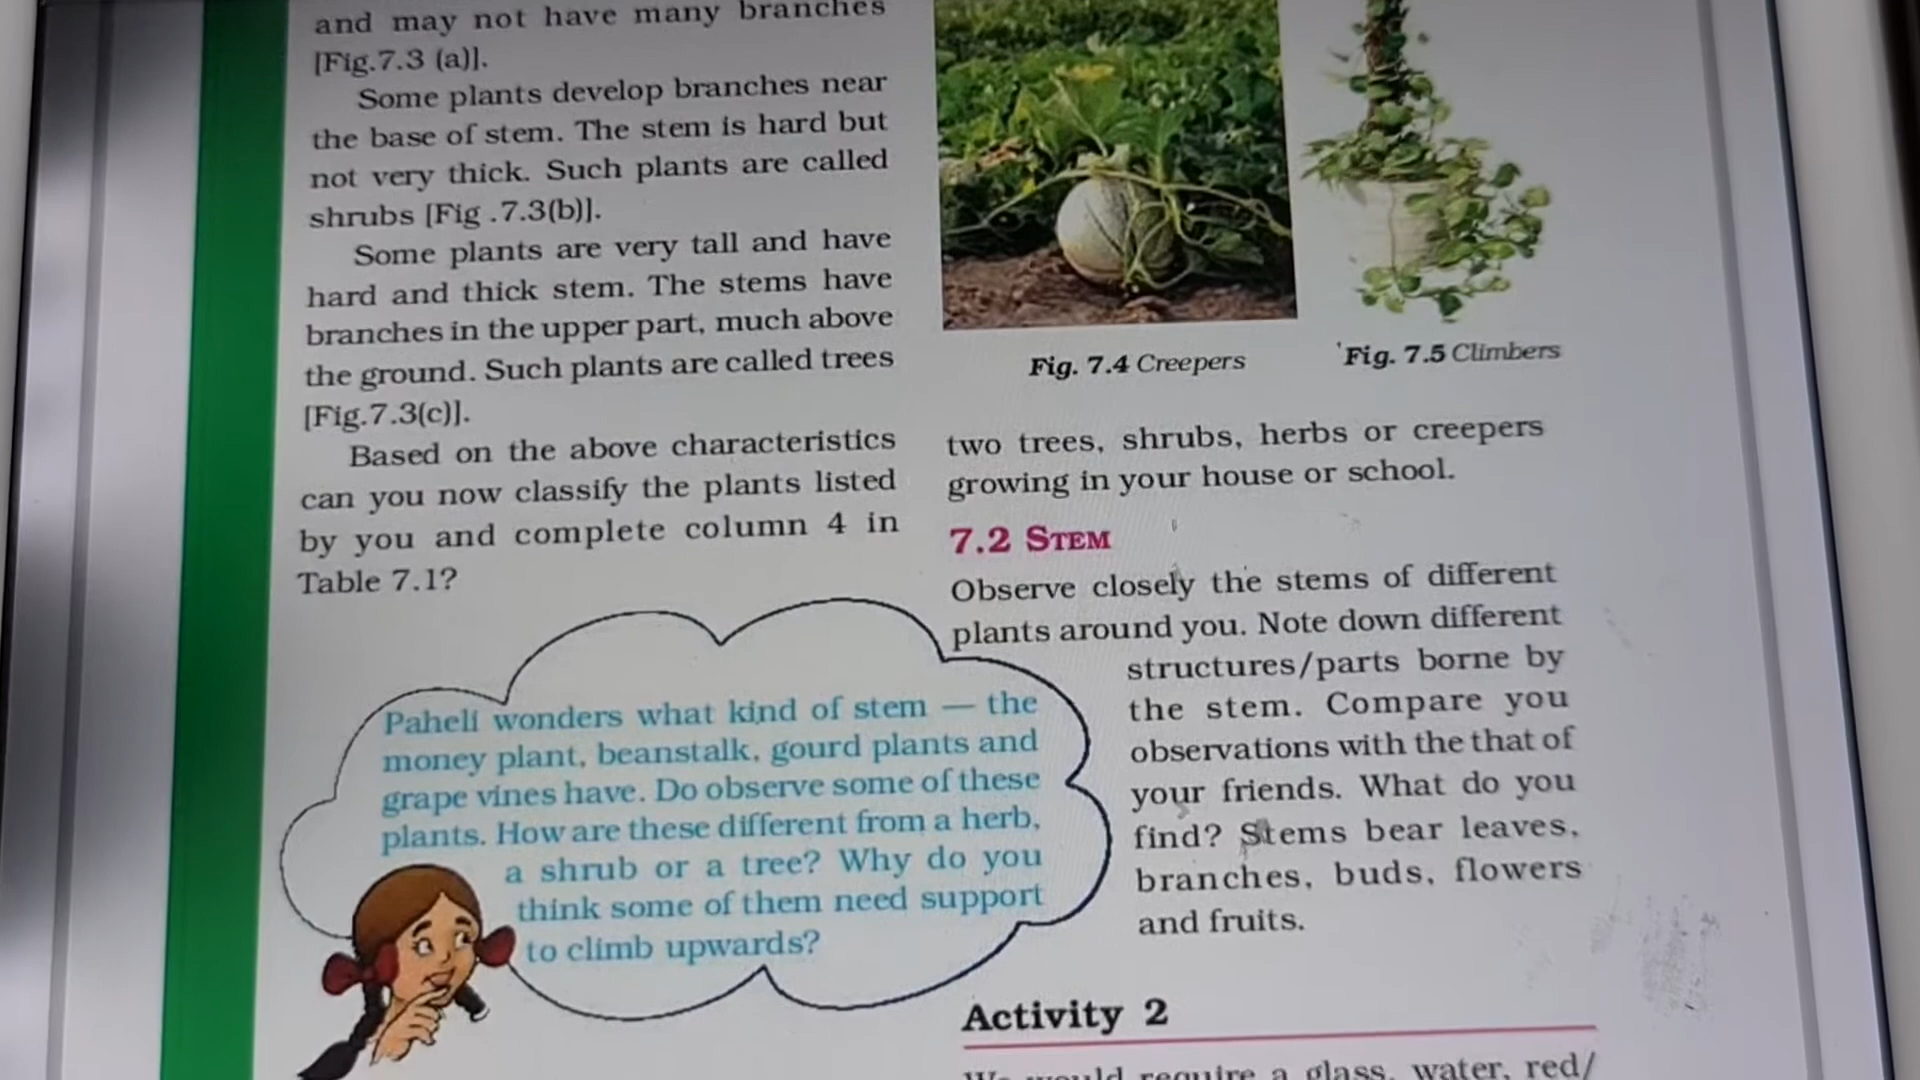 and may not have many branches
[Fig.7.3 (a)].
Some plants develop branches near
the base of stem. The stem is hard but
not very thick. Such plants are called
shrubs [Fig .7.3(b)].
Some plants are very tall and have
hard and thick stem. The stems have
branches in the upper part, much above
the ground. Such plants are called trees
[Fig.7.3(c)].
Based on the above characteristics
can you now classify the plants listed
by you and complete column 4 in
Table 7.1?
Paheli wonders what kind of stem — the
money plant, beanstalk, gourd plants and
grape vines have. Do observe some of these
plants. How are these different from a herb,
a shrub or a tree? Why do you
think some of them need support
to climb upwards?
Fig. 7.4 Creepers
Fig. 7.5 Climbers
two trees, shrubs, herbs or creepers
growing in your house or school.
7.2 STEM
Observe closely the stems of different
plants around you. Note down different
structures/parts borne by
the stem. Compare you
observations with the that of
your friends. What do you
find? Stems bear leaves,
branches, buds, flowers
and fruits.
Activity 2
We would require a glass, water, red/